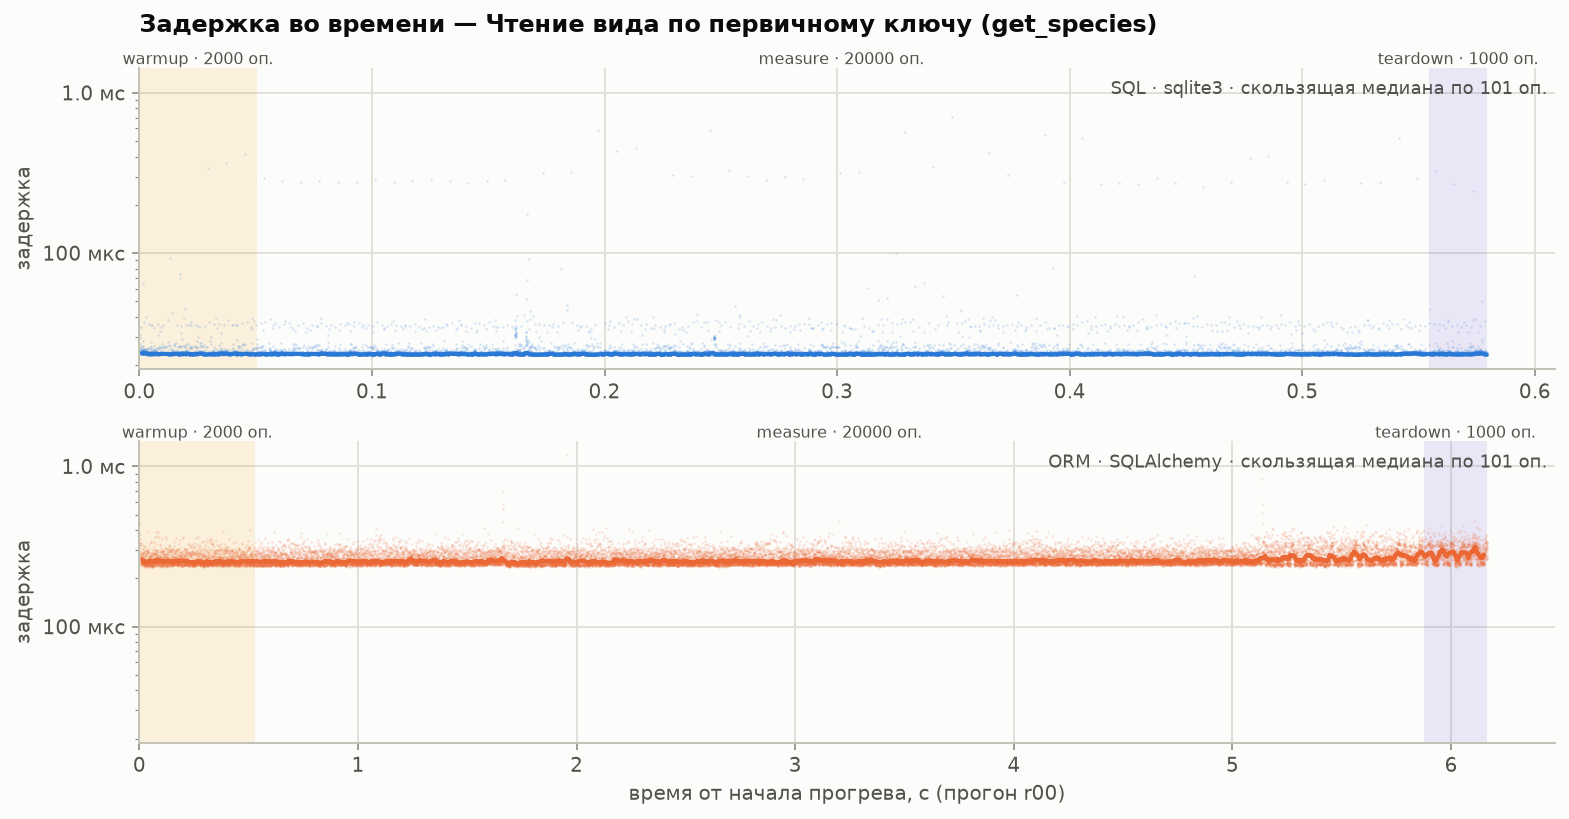 Задержка во времени — Чтение вида по первичному ключу (get_species)
warmup · 2000 оп.
measure · 20000 оп.
teardown · 1000 оп.
SQL · sqlite3 · скользящая медиана по 101 оп.
1.0 мс
100 мкс
задержка
0.0 0.1 0.2 0.3 0.4 0.5 0.6
warmup · 2000 оп.
measure · 20000 оп.
teardown · 1000 оп.
ORM · SQLAlchemy · скользящая медиана по 101 оп.
1.0 мс
100 мкс
задержка
0 1 2 3 4 5 6
время от начала прогрева, с (прогон r00)